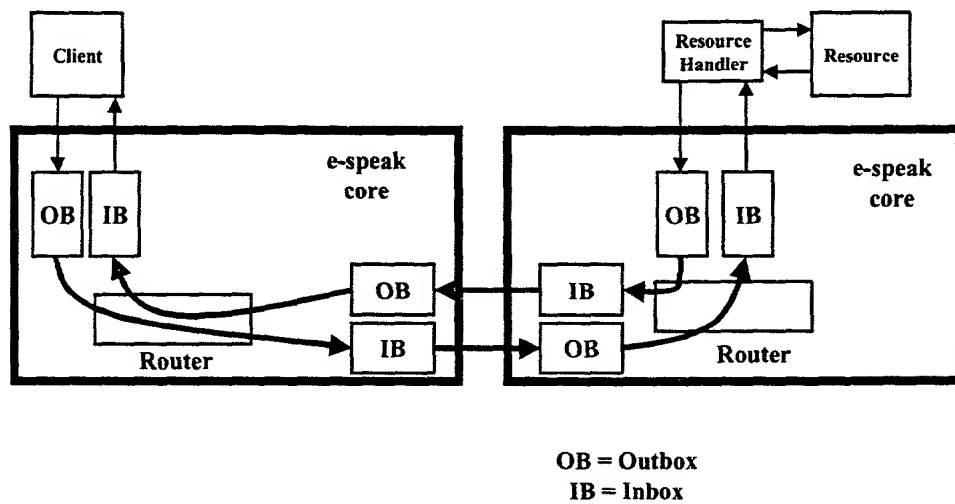 Client
Resource
Handler
Resource
e-speak
core
e-speak
core
OB
IB
OB
IB
OB
IB
IB
OB
Router
Router
OB = Outbox
IB = Inbox